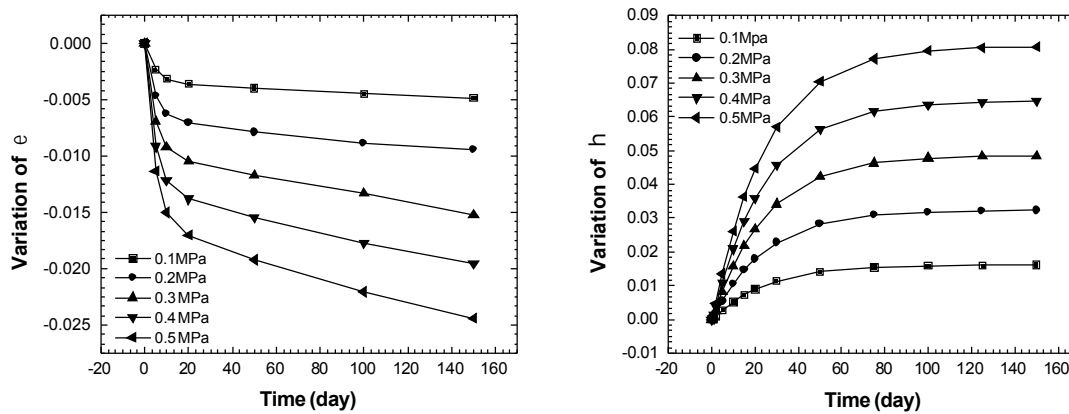 Variation of e
0.000
-0.005
-0.010
-0.015
-0.020
-0.025
0.1MPa
0.2MPa
0.3MPa
0.4MPa
0.5MPa
-20 0 20 40 60 80 100 120 140 160
Time (day)
Variation of h
0.09
0.08
0.07
0.06
0.05
0.04
0.03
0.02
0.01
0.00
-0.01
0.1Mpa
0.2MPa
0.3MPa
0.4MPa
0.5MPa
-20 0 20 40 60 80 100 120 140 160
Time (day)